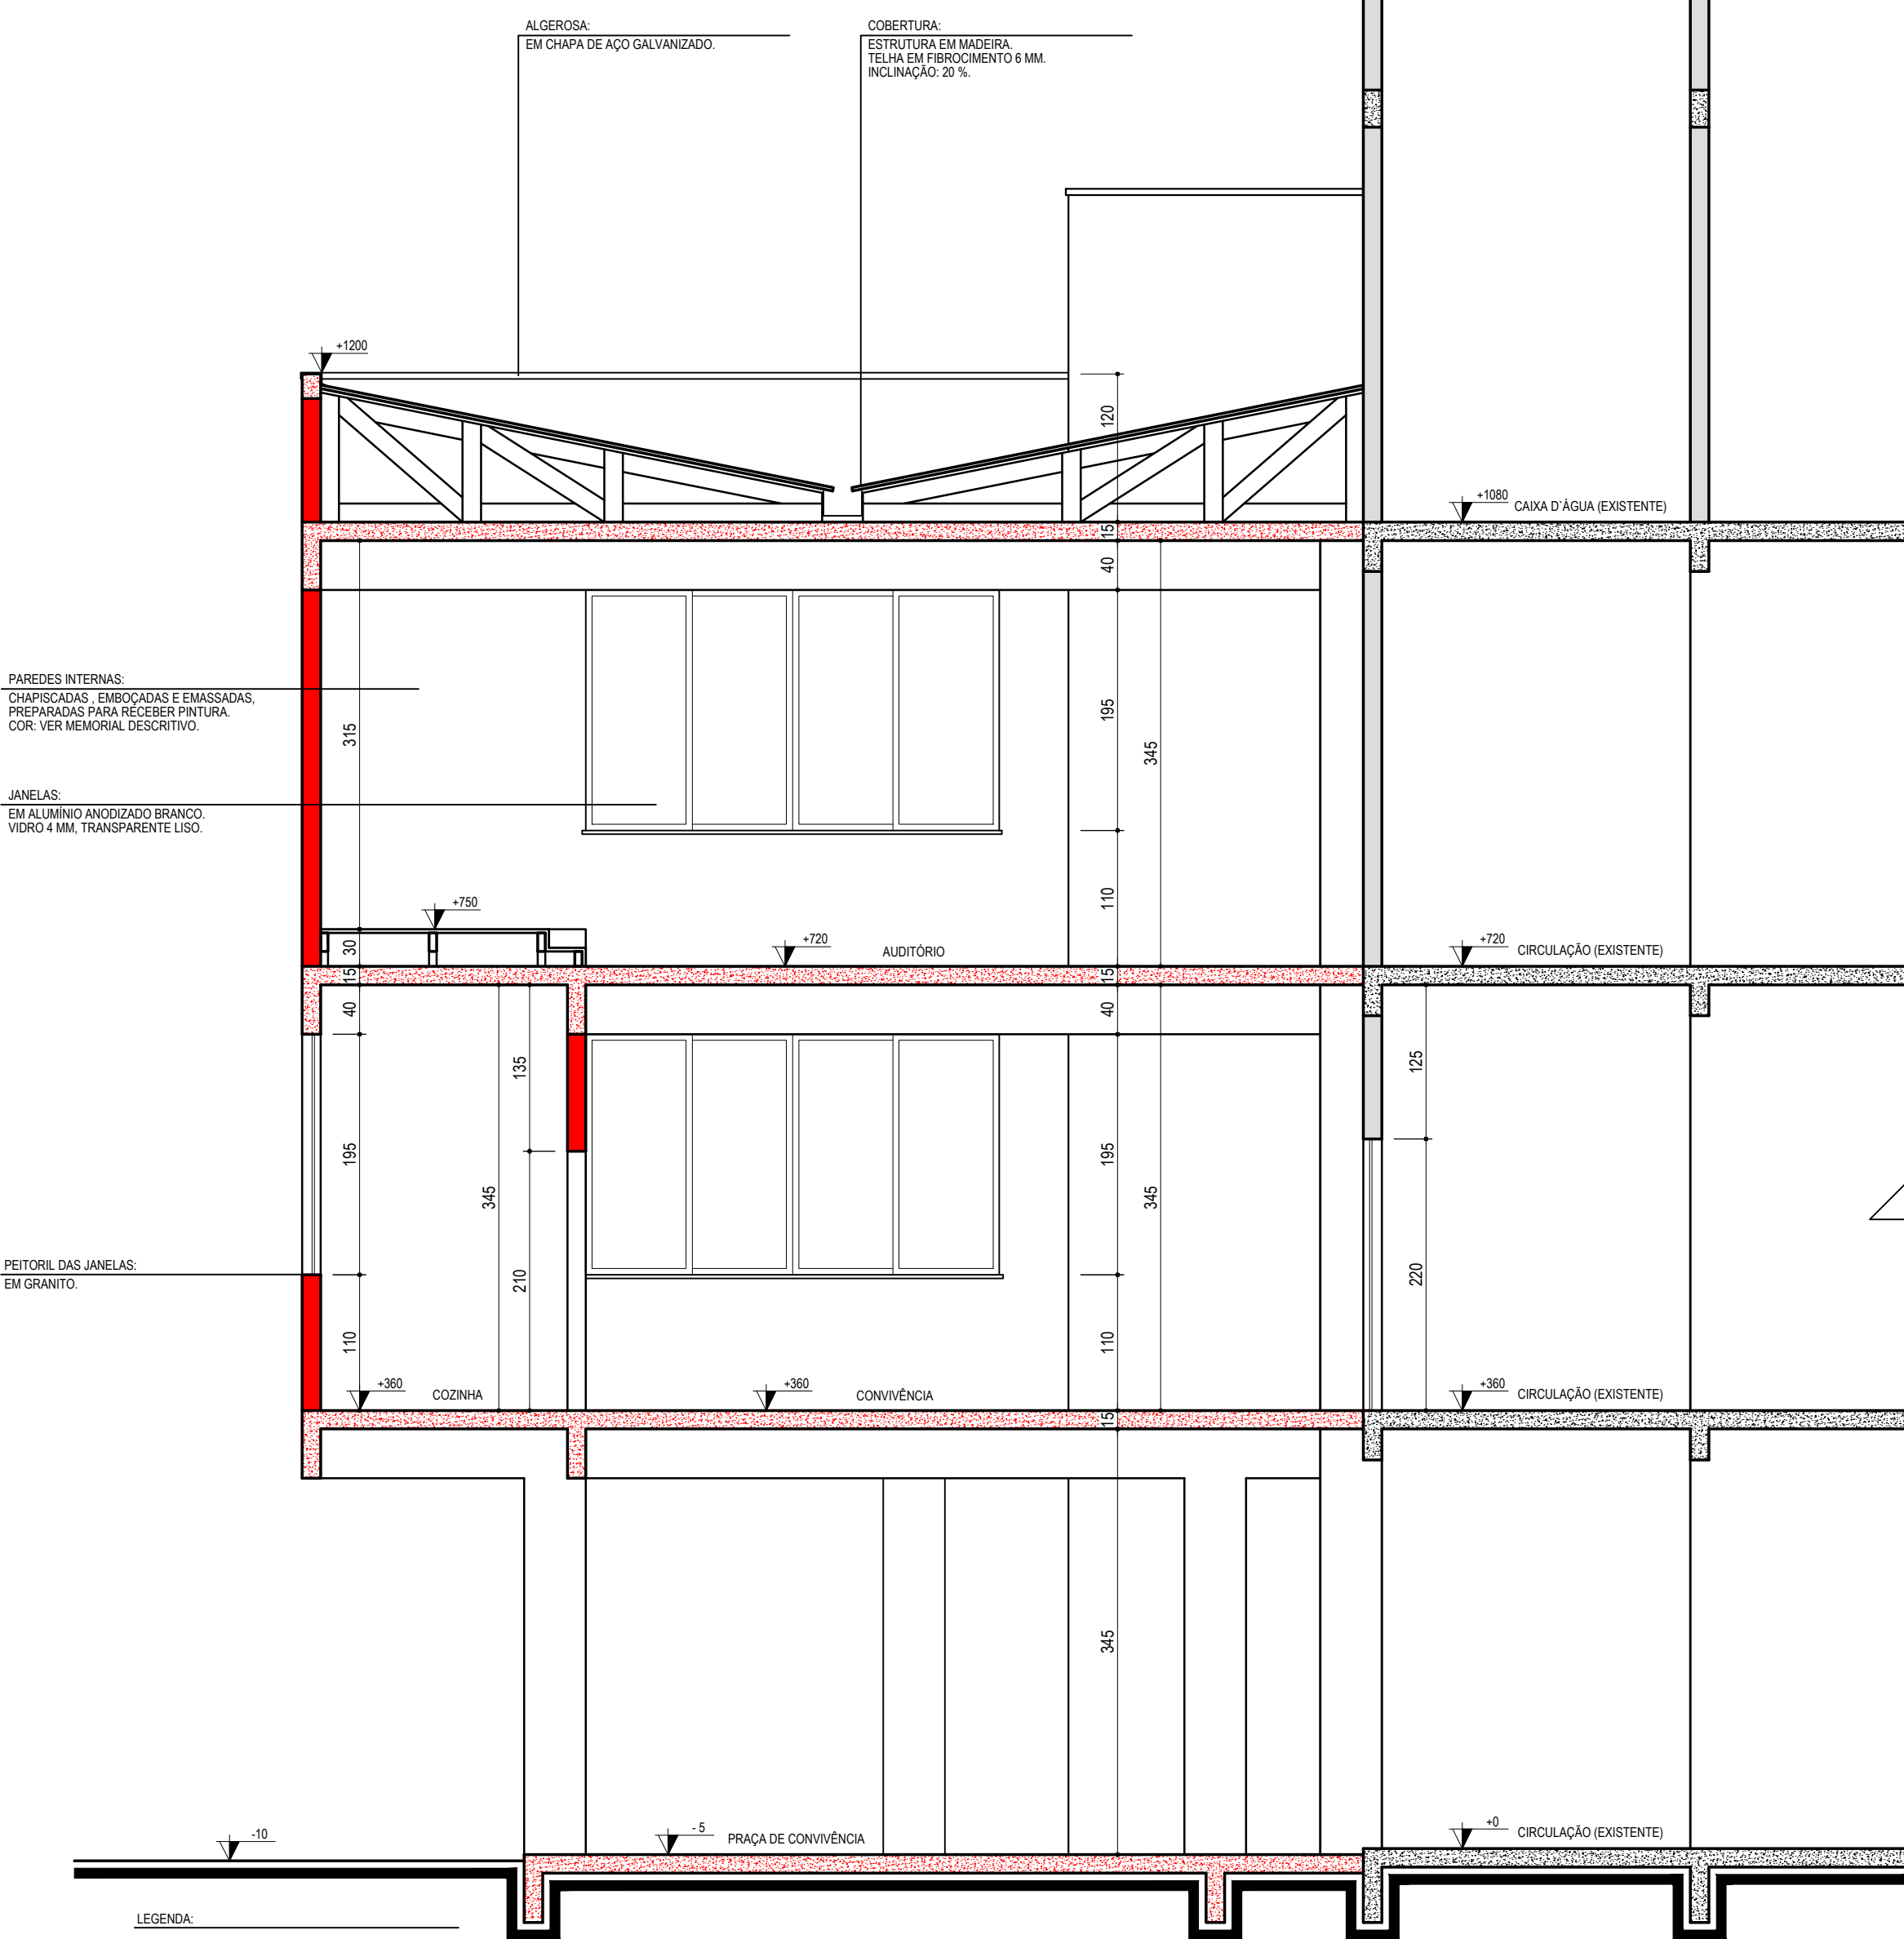 ALGEROSA:
EM CHAPA DE AÇO GALVANIZADO.
COBERTURA:
ESTRUTURA EM MADEIRA.
TELHA EM FIBROCIMENTO 6 MM.
INCLINAÇÃO: 20 %.
+1200
120
+1080
CAIXA D`ÁGUA (EXISTENTE)
15
40
PAREDES INTERNAS:
CHAPISCADAS , EMBOÇADAS E EMASSADAS,
PREPARADAS PARA RECEBER PINTURA.
COR: VER MEMORIAL DESCRITIVO.
315
195
345
JANELAS:
EM ALUMÍNIO ANODIZADO BRANCO.
VIDRO 4 MM, TRANSPARENTE LISO.
110
+750
30
+720
AUDITÓRIO
+720
CIRCULAÇÃO (EXISTENTE)
15
15
40
40
135
125
195
345
210
195
345
220
PEITORIL DAS JANELAS:
EM GRANITO.
110
110
+360
COZINHA
+360
CONVIVÊNCIA
+360
CIRCULAÇÃO (EXISTENTE)
15
345
-10
- 5
PRAÇA DE CONVIVÊNCIA
+0
CIRCULAÇÃO (EXISTENTE)
LEGENDA: